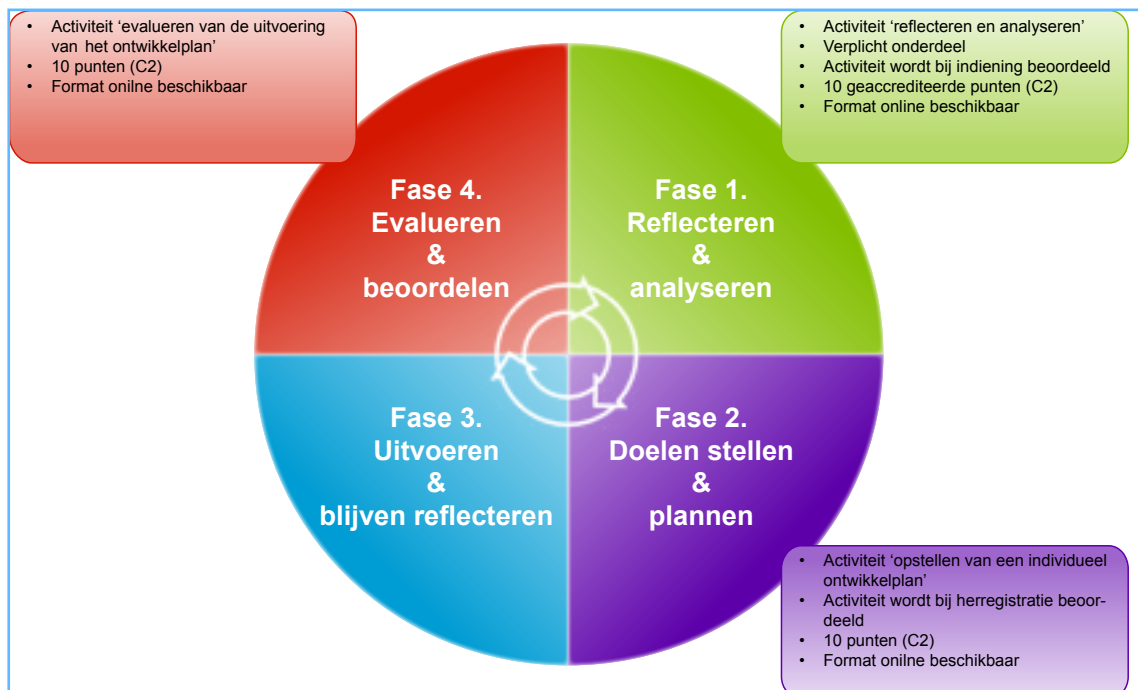 • Activiteit ‘evalueren van de uitvoering
van het ontwikkelplan’
• 10 punten (C2)
• Format onilne beschikbaar
• Activiteit ‘reflecteren en analyseren’
• Verplicht onderdeel
• Activiteit wordt bij indiening beoordeeld
• 10 geaccrediteerde punten (C2)
• Format online beschikbaar
Fase 4.
Evalueren
&
beoordelen
Fase 1.
Reflecteren
&
analyseren
Fase 3.
Uitvoeren
&
blijven reflecteren
Fase 2.
Doelen stellen
&
plannen
• Activiteit ‘opstellen van een individueel
ontwikkelplan’
• Activiteit wordt bij herregistratie beoor-
deeld
• 10 punten (C2)
• Format onilne beschikbaar